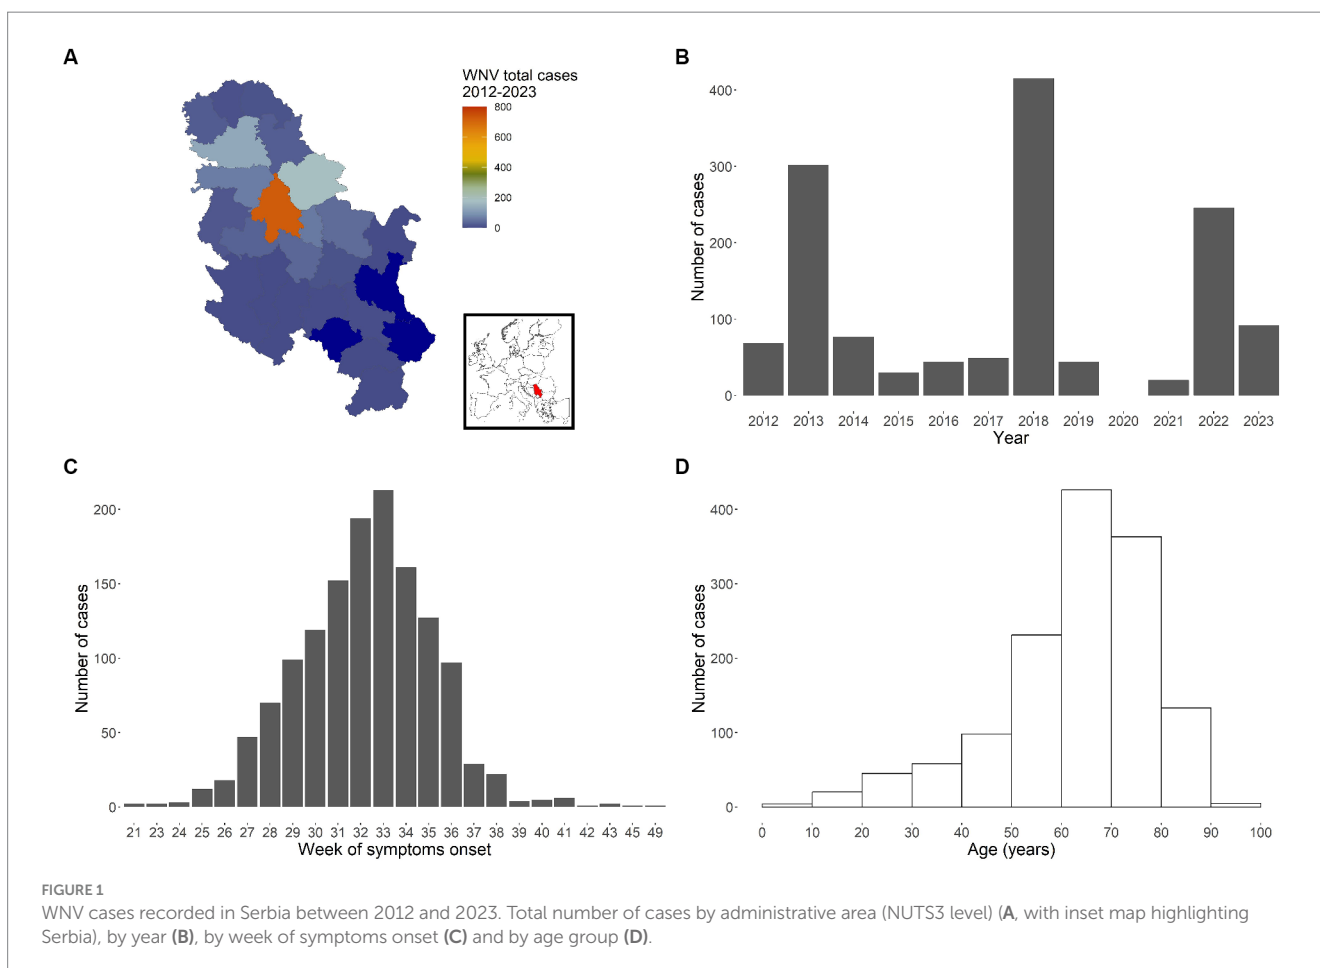 A
WNV total cases
2012-2023
800
600
400
200
0
B
Number of cases
400
300
200
100
0
2012 2013 2014 2015 2016 2017 2018 2019 2020 2021 2022 2023
Year
C
Number of cases
200
150
100
50
0
21 23 24 25 26 27 28 29 30 31 32 33 34 35 36 37 38 39 40 41 42 43 45 49
Week of symptoms onset
D
Number of cases
400
300
200
100
0
0 10 20 30 40 50 60 70 80 90 100
Age (years)
FIGURE 1
WNV cases recorded in Serbia between 2012 and 2023. Total number of cases by administrative area (NUTS3 level) (A, with inset map highlighting
Serbia), by year (B), by week of symptoms onset (C) and by age group (D).